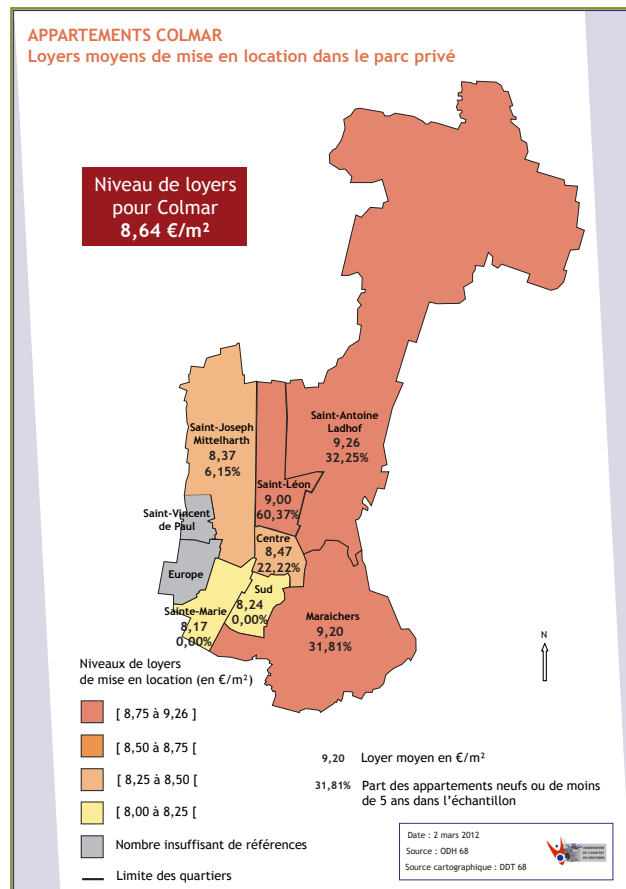 APPARTEMENTS COLMAR
Loyers moyens de mise en location dans le parc privé
Niveau de loyers
pour Colmar
8,64 €/m²
Saint-Antoine
Ladhof
9,26
32,25%
Saint-Joseph
Mittelharth
8,37
6,15%
Saint-Léon
9,00
60,37%
Saint-Vincent
de Paul
Centre
8,47
22,22%
Europe
Sud
8,24
0,00%
Sainte-Marie
8,17
0,00%
Maraichers
9,20
31,81%
N
Niveaux de loyers
de mise en location (en €/m²)
[ 8,75 à 9,26 ]
[ 8,50 à 8,75 [
[ 8,25 à 8,50 [
[ 8,00 à 8,25 [
Nombre insuffisant de références
Limite des quartiers
9,20 Loyer moyen en €/m²
31,81% Part des appartements neufs ou de moins
de 5 ans dans l'échantillon
Date : 2 mars 2012
Source : ODH 68
Source cartographique : DDT 68